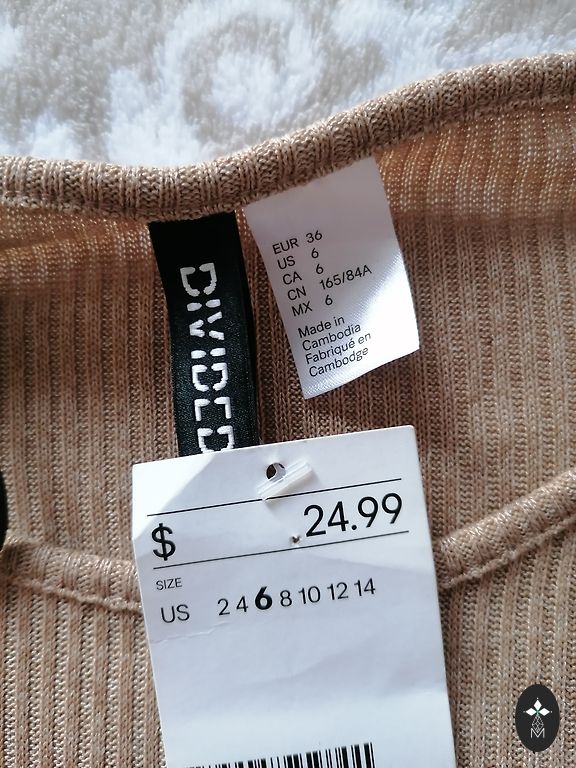 EUR 36
US 6
CA 6
CN 165/84A
MX 6
Made in
Cambodia
Fabriqué en
Cambodge
DIVIDED
$ 24.99
SIZE
US 2 4 6 8 10 12 14
M